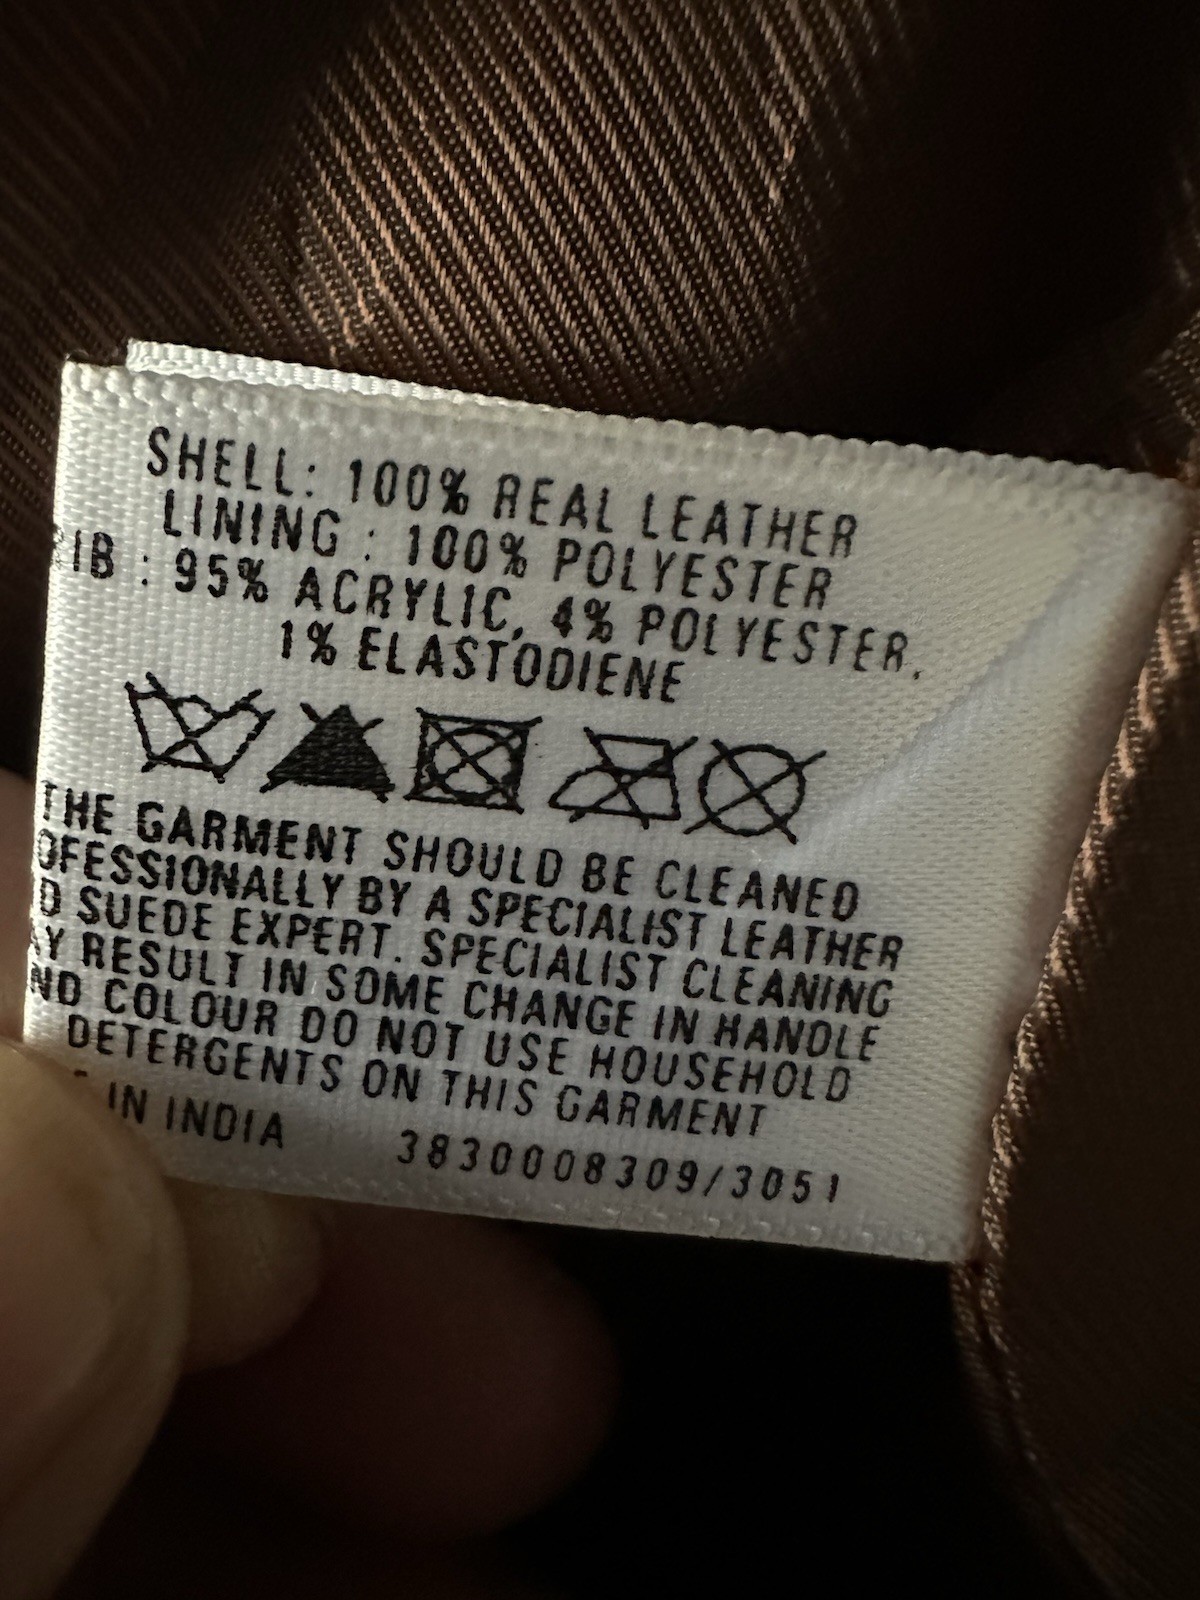 SHELL: 100% REAL LEATHER
LINING : 100% POLYESTER
IB : 95% ACRYLIC, 4% POLYESTER.
1% ELASTODIENE
THE GARMENT SHOULD BE CLEANED
OFESSIONALLY BY A SPECIALIST LEATHER
D SUEDE EXPERT. SPECIALIST CLEANING
Y RESULT IN SOME CHANGE IN HANDLE
ND COLOUR DO NOT USE HOUSEHOLD
DETERGENTS ON THIS GARMENT
IN INDIA 3830008309/3051